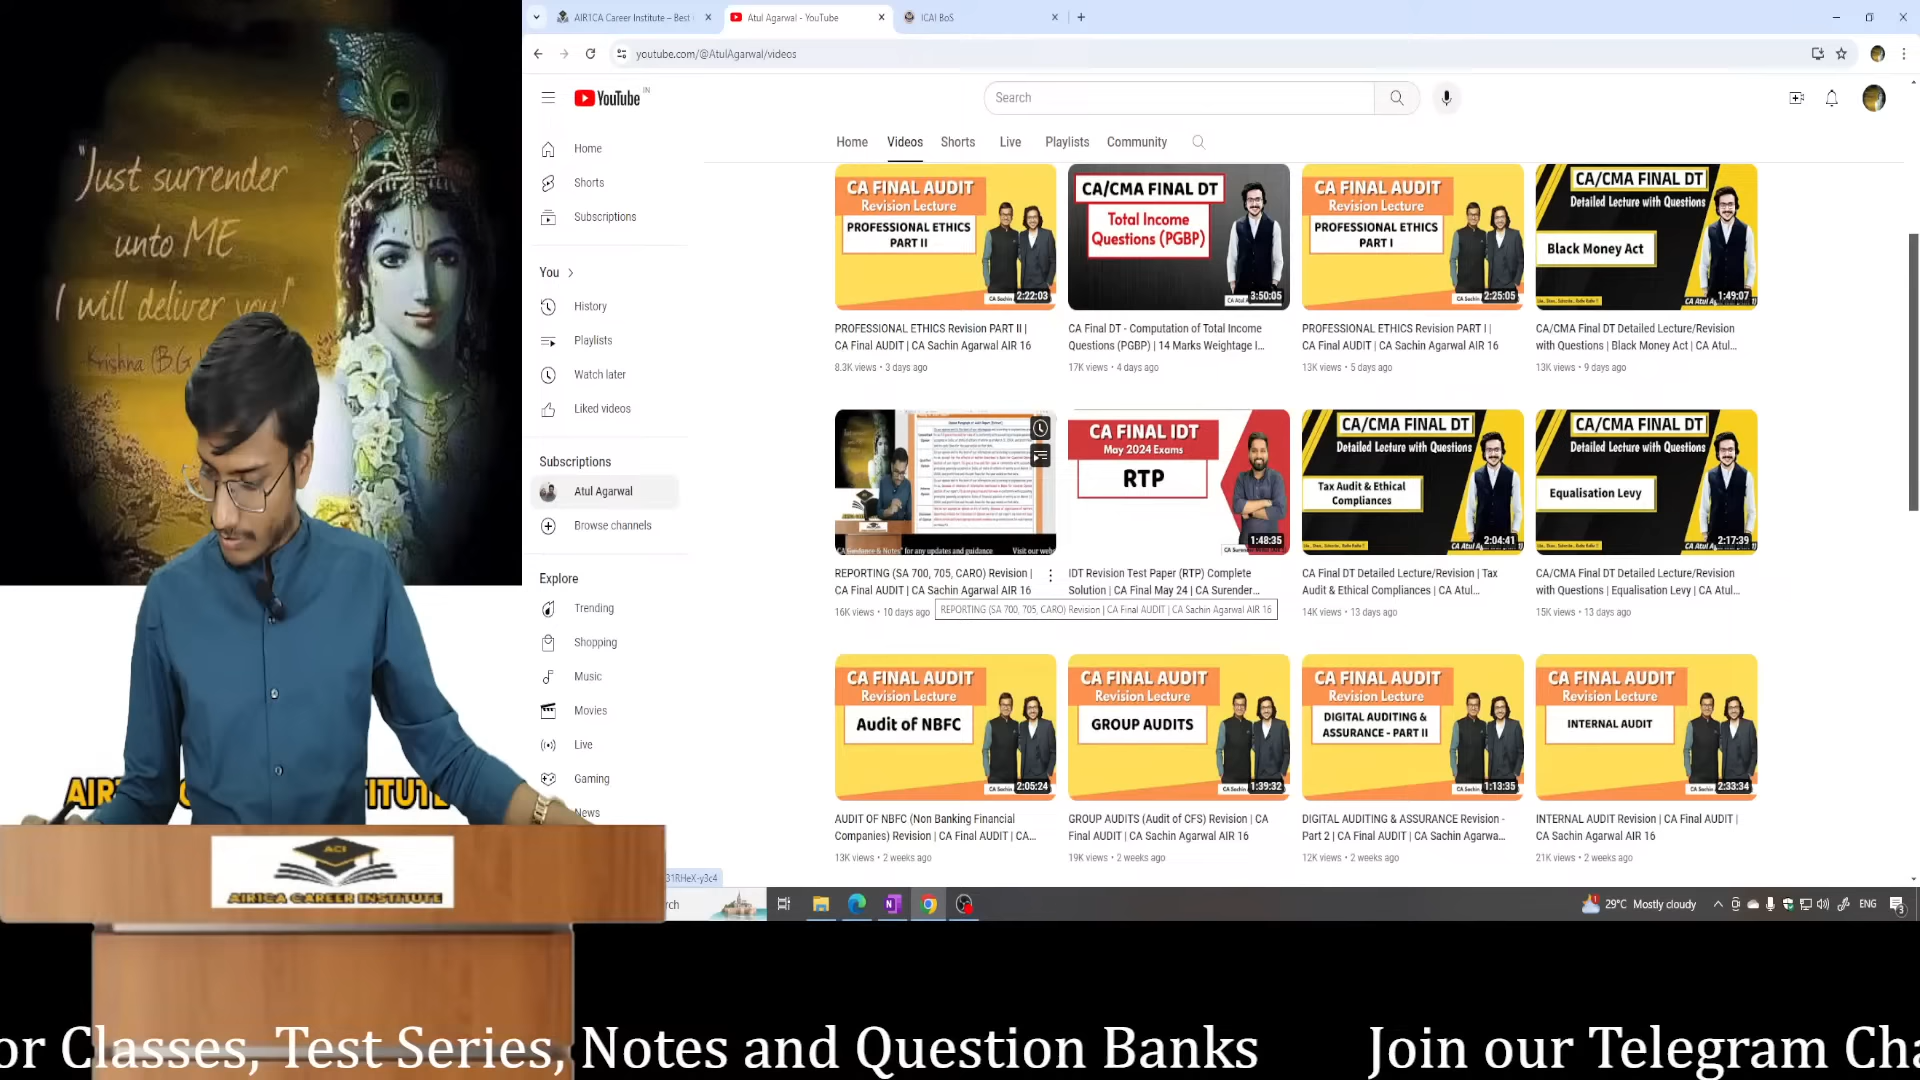 "Just surrender
unto ME
I will deliver you!"
-Krishna (B.G.
AIR1CA Career Institute – Best
Atul Agarwal - YouTube
ICAI BoS
youtube.com/@AtulAgarwal/videos
YouTube
IN
Search
Home
Videos
Shorts
Live
Playlists
Community
Home
Shorts
Subscriptions
You
History
Playlists
Watch later
Liked videos
Subscriptions
Atul Agarwal
Browse channels
Explore
Trending
Shopping
Music
Movies
Live
Gaming
News
CA FINAL AUDIT
Revision Lecture
PROFESSIONAL ETHICS
PART II
2:22:03
PROFESSIONAL ETHICS Revision PART II |
CA Final AUDIT | CA Sachin Agarwal AIR 16
8.3K views • 3 days ago
CA/CMA FINAL DT
Total Income
Questions (PGBP)
3:50:05
CA Final DT - Computation of Total Income
Questions (PGBP) | 14 Marks Weightage I...
17K views • 4 days ago
CA FINAL AUDIT
Revision Lecture
PROFESSIONAL ETHICS
PART I
2:25:05
PROFESSIONAL ETHICS Revision PART I |
CA Final AUDIT | CA Sachin Agarwal AIR 16
13K views • 5 days ago
CA/CMA FINAL DT
Detailed Lecture with Questions
Black Money Act
1:49:07
CA/CMA Final DT Detailed Lecture/Revision
with Questions | Black Money Act | CA Atul...
13K views • 9 days ago
CA Guidance & Notes" for any updates and guidance
Visit our web
REPORTING (SA 700, 705, CARO) Revision |
CA Final AUDIT | CA Sachin Agarwal AIR 16
16K views • 10 days ago
REPORTING (SA 700, 705, CARO) Revision | CA Final AUDIT | CA Sachin Agarwal AIR 16
CA FINAL IDT
May 2024 Exams
RTP
1:48:35
IDT Revision Test Paper (RTP) Complete
Solution | CA Final May 24 | CA Surender...
CA/CMA FINAL DT
Detailed Lecture with Questions
Tax Audit & Ethical
Compliances
2:04:41
CA Final DT Detailed Lecture/Revision | Tax
Audit & Ethical Compliances | CA Atul...
14K views • 13 days ago
CA/CMA FINAL DT
Detailed Lecture with Questions
Equalisation Levy
2:17:39
CA/CMA Final DT Detailed Lecture/Revision
with Questions | Equalisation Levy | CA Atul...
15K views • 13 days ago
CA FINAL AUDIT
Revision Lecture
Audit of NBFC
2:05:24
AUDIT OF NBFC (Non Banking Financial
Companies) Revision | CA Final AUDIT | CA...
13K views • 2 weeks ago
CA FINAL AUDIT
Revision Lecture
GROUP AUDITS
1:39:32
GROUP AUDITS (Audit of CFS) Revision | CA
Final AUDIT | CA Sachin Agarwal AIR 16
19K views • 2 weeks ago
CA FINAL AUDIT
Revision Lecture
DIGITAL AUDITING &
ASSURANCE - PART II
1:13:35
DIGITAL AUDITING & ASSURANCE Revision -
Part 2 | CA Final AUDIT | CA Sachin Agarwa...
12K views • 2 weeks ago
CA FINAL AUDIT
Revision Lecture
INTERNAL AUDIT
2:33:34
INTERNAL AUDIT Revision | CA Final AUDIT |
CA Sachin Agarwal AIR 16
21K views • 2 weeks ago
31RHeX-y3c4
rch
29°C Mostly cloudy
ENG
3
AIR1 ITUTE
ACI
AIR1CA CAREER INSTITUTE
or Classes, Test Series, Notes and Question Banks
Join our Telegram Cha